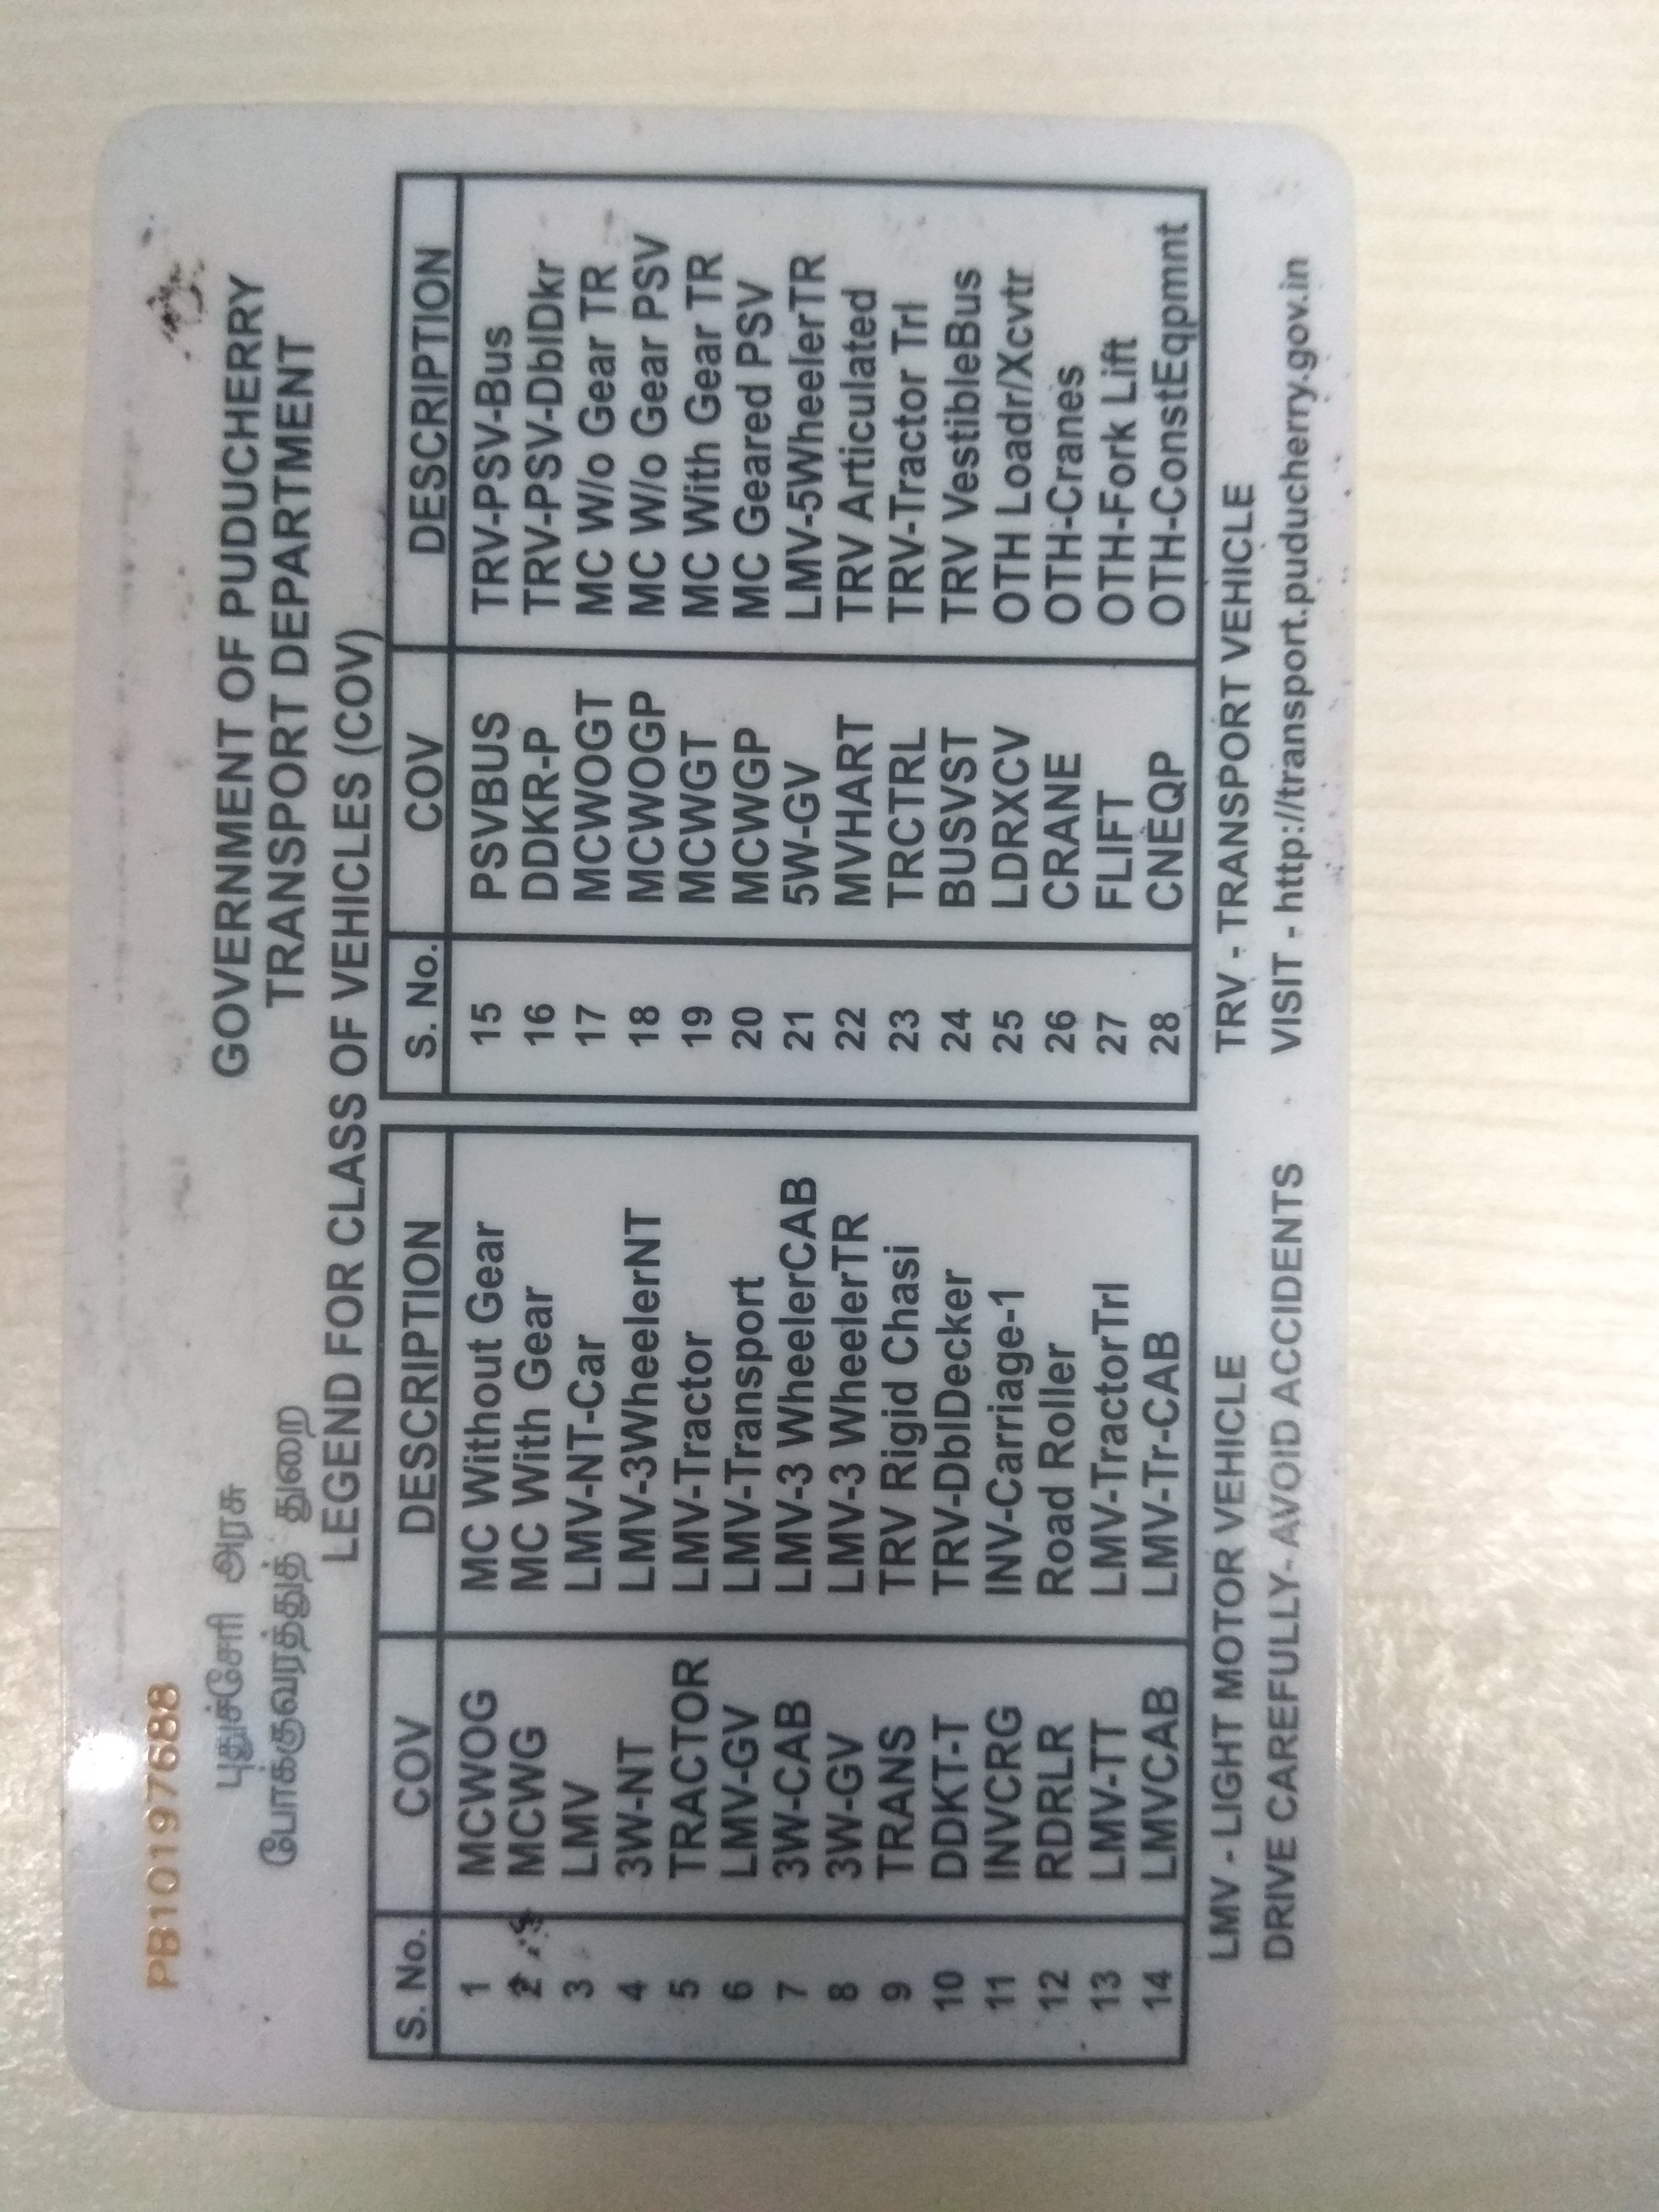 PB10197688
புதுச்சேரி அரசு GOVERNMENT OF PUDUCHERRY
போக்குவரத்துத் துறை TRANSPORT DEPARTMENT
LEGEND FOR CLASS OF VEHICLES (COV)
S. No. COV DESCRIPTION S. No. COV DESCRIPTION
1 MCWOG MC Without Gear 15 PSVBUS TRV-PSV-Bus
2 MCWG MC With Gear 16 DDKR-P TRV-PSV-DblDkr
3 LMV LMV-NT-Car 17 MCWOGT MC W/o Gear TR
4 3W-NT LMV-3WheelerNT 18 MCWOGP MC W/o Gear PSV
5 TRACTOR LMV-Tractor 19 MCWGT MC With Gear TR
6 LMV-GV LMV-Transport 20 MCWGP MC Geared PSV
7 3W-CAB LMV-3 WheelerCAB 21 5W-GV LMV-5WheelerTR
8 3W-GV LMV-3 WheelerTR 22 MVHART TRV Articulated
9 TRANS TRV Rigid Chasi 23 TRCTRL TRV-Tractor Trl
10 DDKT-T TRV-DblDecker 24 BUSVST TRV VestibleBus
11 INVCRG INV-Carriage-1 25 LDRXCV OTH Loadr/Xcvtr
12 RDRLR Road Roller 26 CRANE OTH-Cranes
13 LMV-TT LMV-TractorTrl 27 FLIFT OTH-Fork Lift
14 LMVCAB LMV-Tr-CAB 28 CNEQP OTH-ConstEqpmnt
LMV - LIGHT MOTOR VEHICLE TRV - TRANSPORT VEHICLE
DRIVE CAREFULLY- AVOID ACCIDENTS VISIT - http://transport.puducherry.gov.in